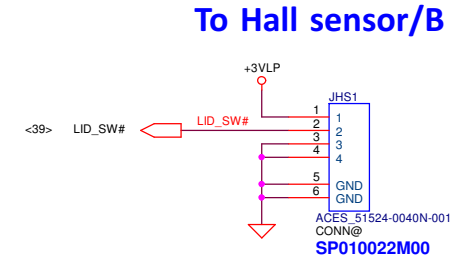 To Hall sensor/B
+3VLP
JHS1
<39> LID_SW# LID_SW#
1 1
2 2
3 3
4 4
5 GND
6 GND
ACES_51524-0040N-001
CONN@
SP010022M00